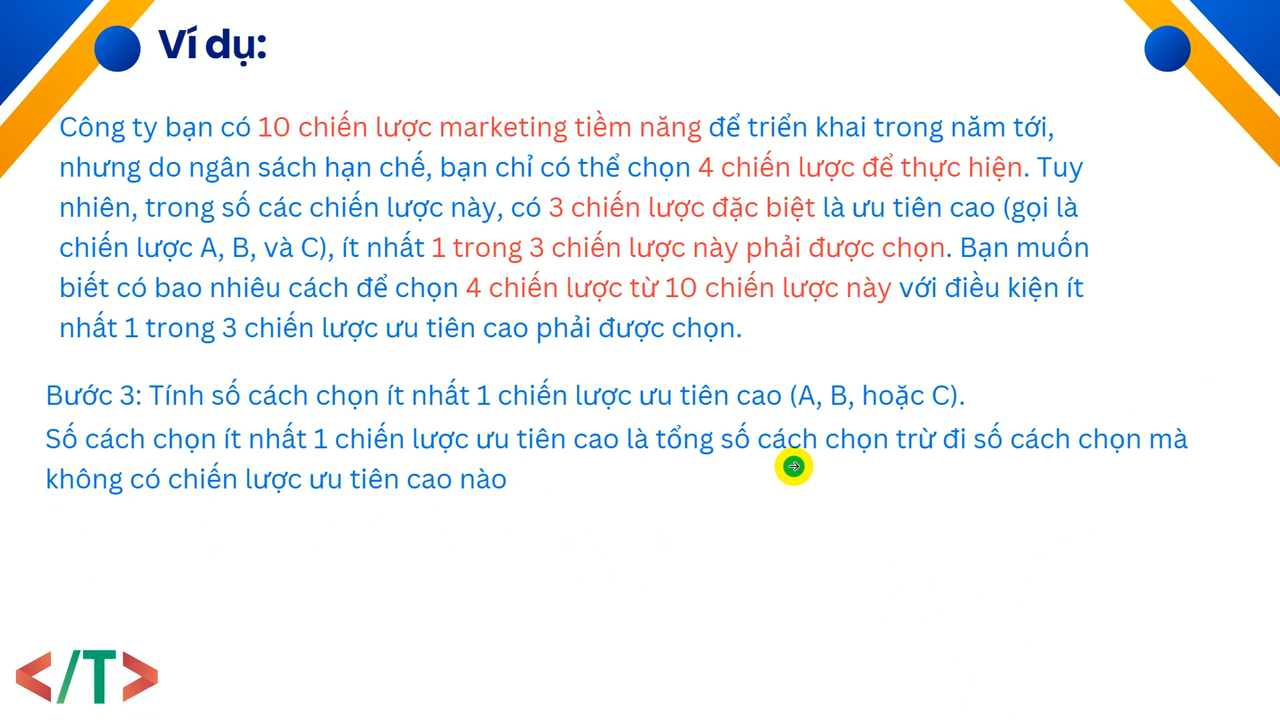 Ví dụ:
Công ty bạn có 10 chiến lược marketing tiềm năng để triển khai trong năm tới,
nhưng do ngân sách hạn chế, bạn chỉ có thể chọn 4 chiến lược để thực hiện. Tuy
nhiên, trong số các chiến lược này, có 3 chiến lược đặc biệt là ưu tiên cao (gọi là
chiến lược A, B, và C), ít nhất 1 trong 3 chiến lược này phải được chọn. Bạn muốn
biết có bao nhiêu cách để chọn 4 chiến lược từ 10 chiến lược này với điều kiện ít
nhất 1 trong 3 chiến lược ưu tiên cao phải được chọn.
Bước 3: Tính số cách chọn ít nhất 1 chiến lược ưu tiên cao (A, B, hoặc C).
Số cách chọn ít nhất 1 chiến lược ưu tiên cao là tổng số cách chọn trừ đi số cách chọn mà
không có chiến lược ưu tiên cao nào
</T>